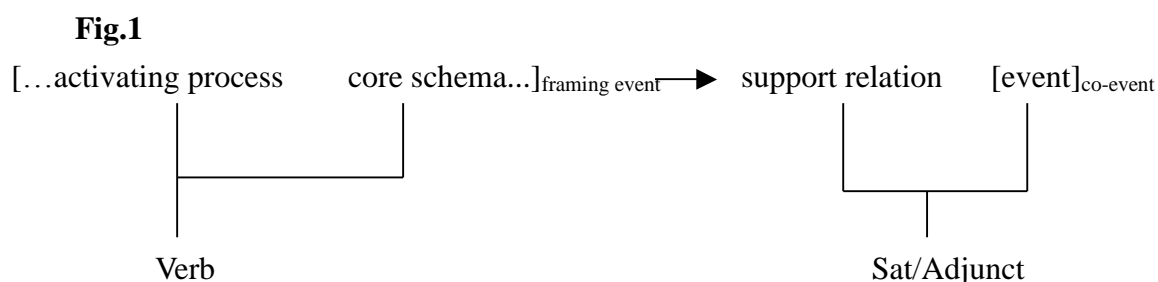 Fig.1
[…activating process core schema...]framing event support relation [event]co-event
Verb Sat/Adjunct